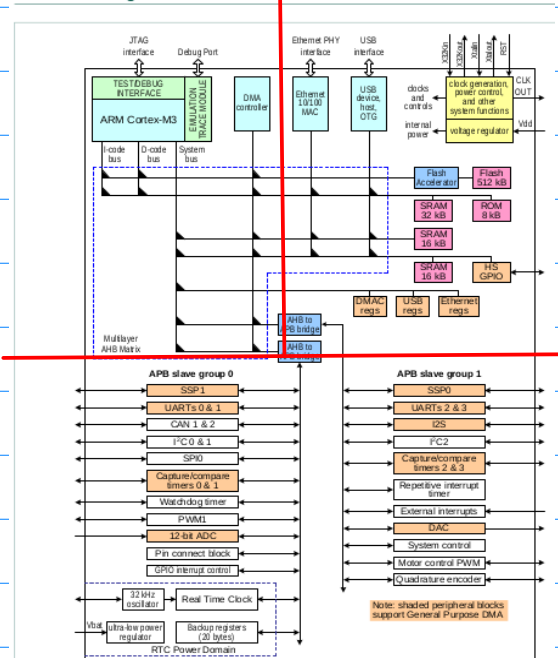 JTAG
interface
Debug Port
Ethernet PHY
interface
USB
interface
X32Kin
X32Kout
Xtalin
Xtalout
RST
TEST/DEBUG
INTERFACE
EMULATION
TRACE MODULE
ARM Cortex-M3
DMA
controller
Ethernet
10/100
MAC
USB
device,
host,
OTG
clocks
and
controls
internal
power
clock generation,
power control,
and other
system functions
voltage regulator
CLK
OUT
Vdd
I-code
bus
D-code
bus
System
bus
Flash
Accelerator
Flash
512 kB
SRAM
32 kB
ROM
8 kB
SRAM
16 kB
SRAM
16 kB
HS
GPIO
DMAC
regs
USB
regs
Ethernet
regs
AHB to
APB bridge
Multilayer
AHB Matrix
AHB to
APB bridge
APB slave group 0
SSP1
UARTs 0 & 1
CAN 1 & 2
I²C 0 & 1
SPI0
Capture/compare
timers 0 & 1
Watchdog timer
PWM1
12-bit ADC
Pin connect block
GPIO interrupt control
32 kHz
oscillator
Real Time Clock
Vbat
ultra-low power
regulator
Backup registers
(20 bytes)
RTC Power Domain
APB slave group 1
SSP0
UARTs 2 & 3
I2S
I²C2
Capture/compare
timers 2 & 3
Repetitive interrupt
timer
External interrupts
DAC
System control
Motor control PWM
Quadrature encoder
Note: shaded peripheral blocks
support General Purpose DMA